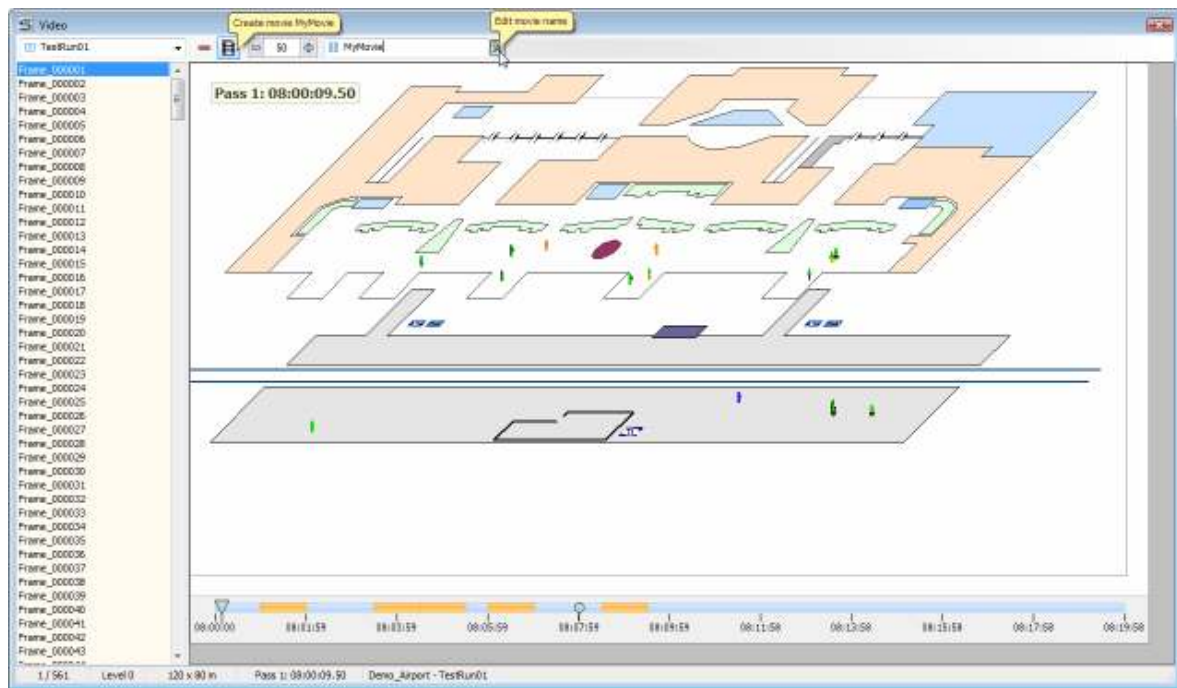 Video
Create movie MyMovie
Edit movie name
TestRun01
50
MyMovie
Frame_000001
Frame_000002
Frame_000003
Frame_000004
Frame_000005
Frame_000006
Frame_000007
Frame_000008
Frame_000009
Frame_000010
Frame_000011
Frame_000012
Frame_000013
Frame_000014
Frame_000015
Frame_000016
Frame_000017
Frame_000018
Frame_000019
Frame_000020
Frame_000021
Frame_000022
Frame_000023
Frame_000024
Frame_000025
Frame_000026
Frame_000027
Frame_000028
Frame_000029
Frame_000030
Frame_000031
Frame_000032
Frame_000033
Frame_000034
Frame_000035
Frame_000036
Frame_000037
Frame_000038
Frame_000039
Frame_000040
Frame_000041
Frame_000042
Frame_000043
Pass 1: 08:00:09.50
08:00:00 08:01:59 08:03:59 08:05:59 08:07:59 08:09:59 08:11:58 08:13:58 08:15:58 08:17:58 08:19:58
1 / 561 Level 0 120 x 80 m Pass 1: 08:00:09.50 Demo_Airport - TestRun01